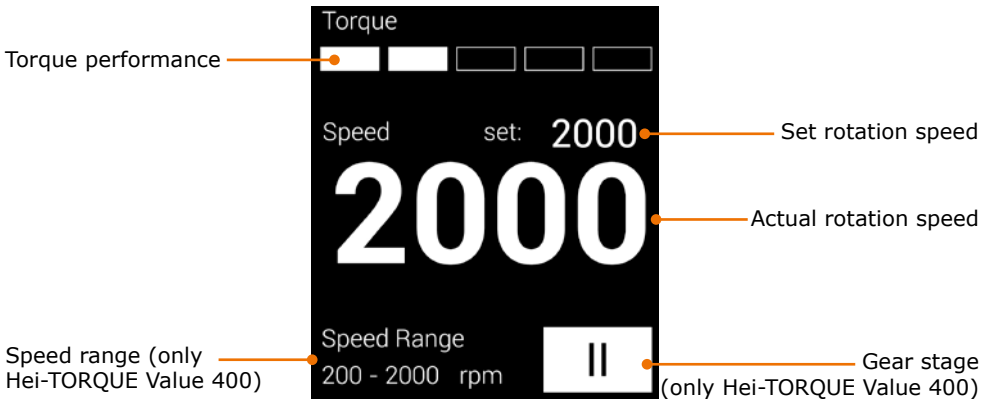 Torque
Torque performance
Speed set: 2000
Set rotation speed
2000
Actual rotation speed
Speed Range
200 - 2000 rpm
II
Speed range (only
Hei-TORQUE Value 400)
Gear stage
(only Hei-TORQUE Value 400)